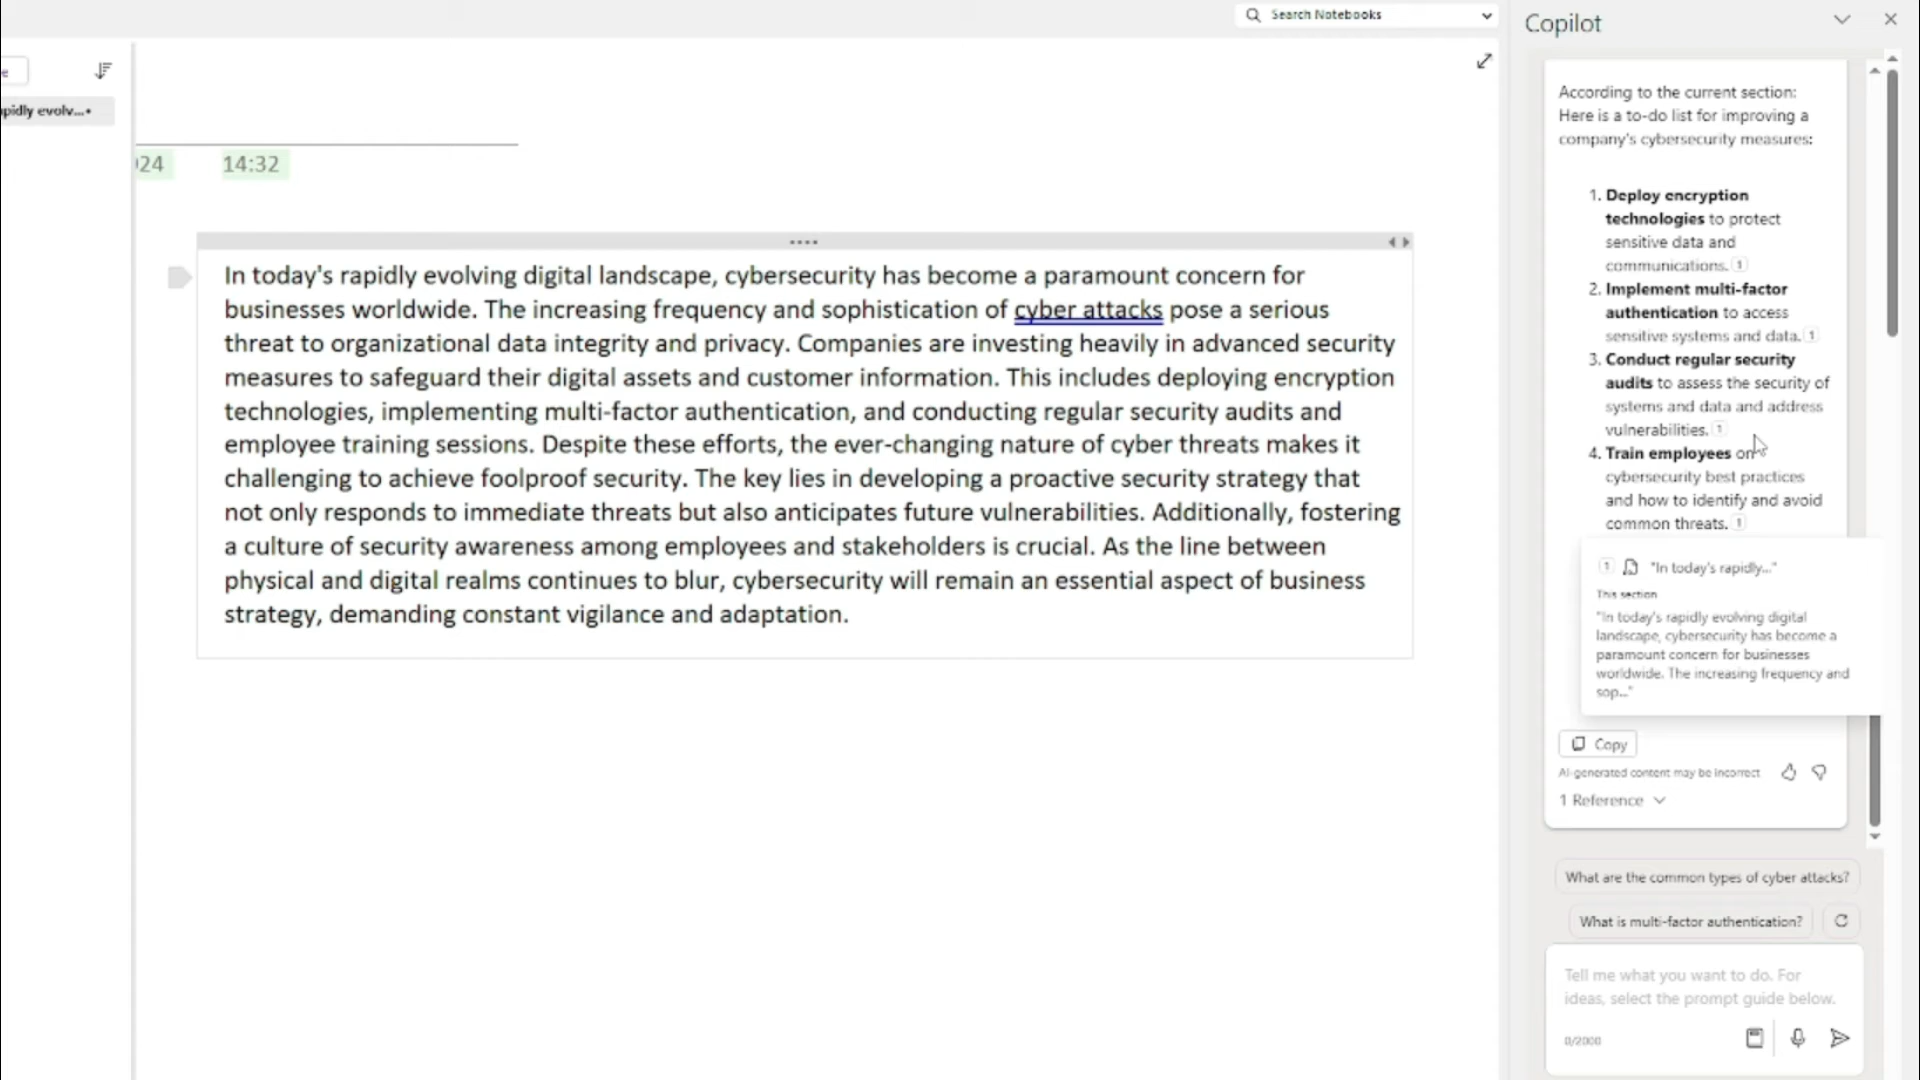 Search Notebooks
Copilot
e
apidly evolv...•
024
14:32
In today's rapidly evolving digital landscape, cybersecurity has become a paramount concern for
businesses worldwide. The increasing frequency and sophistication of cyber attacks pose a serious
threat to organizational data integrity and privacy. Companies are investing heavily in advanced security
measures to safeguard their digital assets and customer information. This includes deploying encryption
technologies, implementing multi-factor authentication, and conducting regular security audits and
employee training sessions. Despite these efforts, the ever-changing nature of cyber threats makes it
challenging to achieve foolproof security. The key lies in developing a proactive security strategy that
not only responds to immediate threats but also anticipates future vulnerabilities. Additionally, fostering
a culture of security awareness among employees and stakeholders is crucial. As the line between
physical and digital realms continues to blur, cybersecurity will remain an essential aspect of business
strategy, demanding constant vigilance and adaptation.
According to the current section:
Here is a to-do list for improving a
company's cybersecurity measures:
1. Deploy encryption
technologies to protect
sensitive data and
communications. 1
2. Implement multi-factor
authentication to access
sensitive systems and data. 1
3. Conduct regular security
audits to assess the security of
systems and data and address
vulnerabilities. 1
4. Train employees on
cybersecurity best practices
and how to identify and avoid
common threats. 1
1 "In today's rapidly..."
This section
"In today's rapidly evolving digital
landscape, cybersecurity has become a
paramount concern for businesses
worldwide. The increasing frequency and
sop..."
Copy
AI-generated content may be incorrect
1 Reference
What are the common types of cyber attacks?
What is multi-factor authentication?
Tell me what you want to do. For
ideas, select the prompt guide below.
0/2000